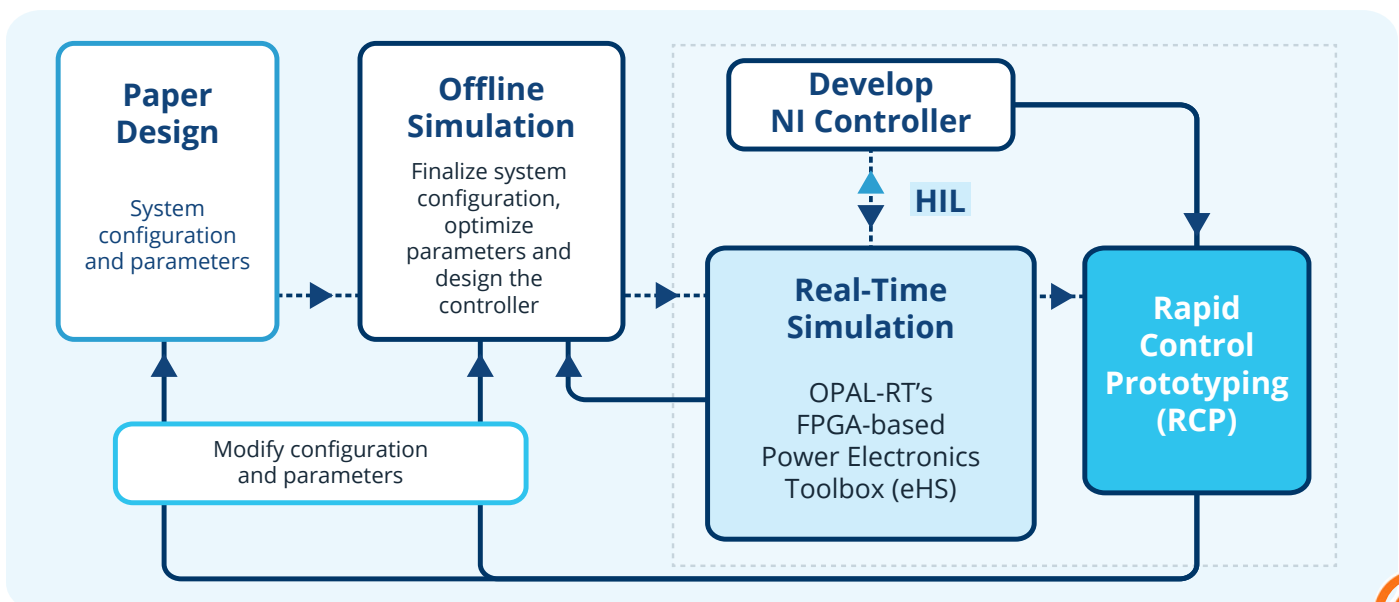 Paper
Design
System
configuration
and parameters
Offline
Simulation
Finalize system
configuration,
optimize
parameters and
design the
controller
Develop
NI Controller
HIL
Real-Time
Simulation
OPAL-RT’s
FPGA-based
Power Electronics
Toolbox (eHS)
Rapid
Control
Prototyping
(RCP)
Modify configuration
and parameters